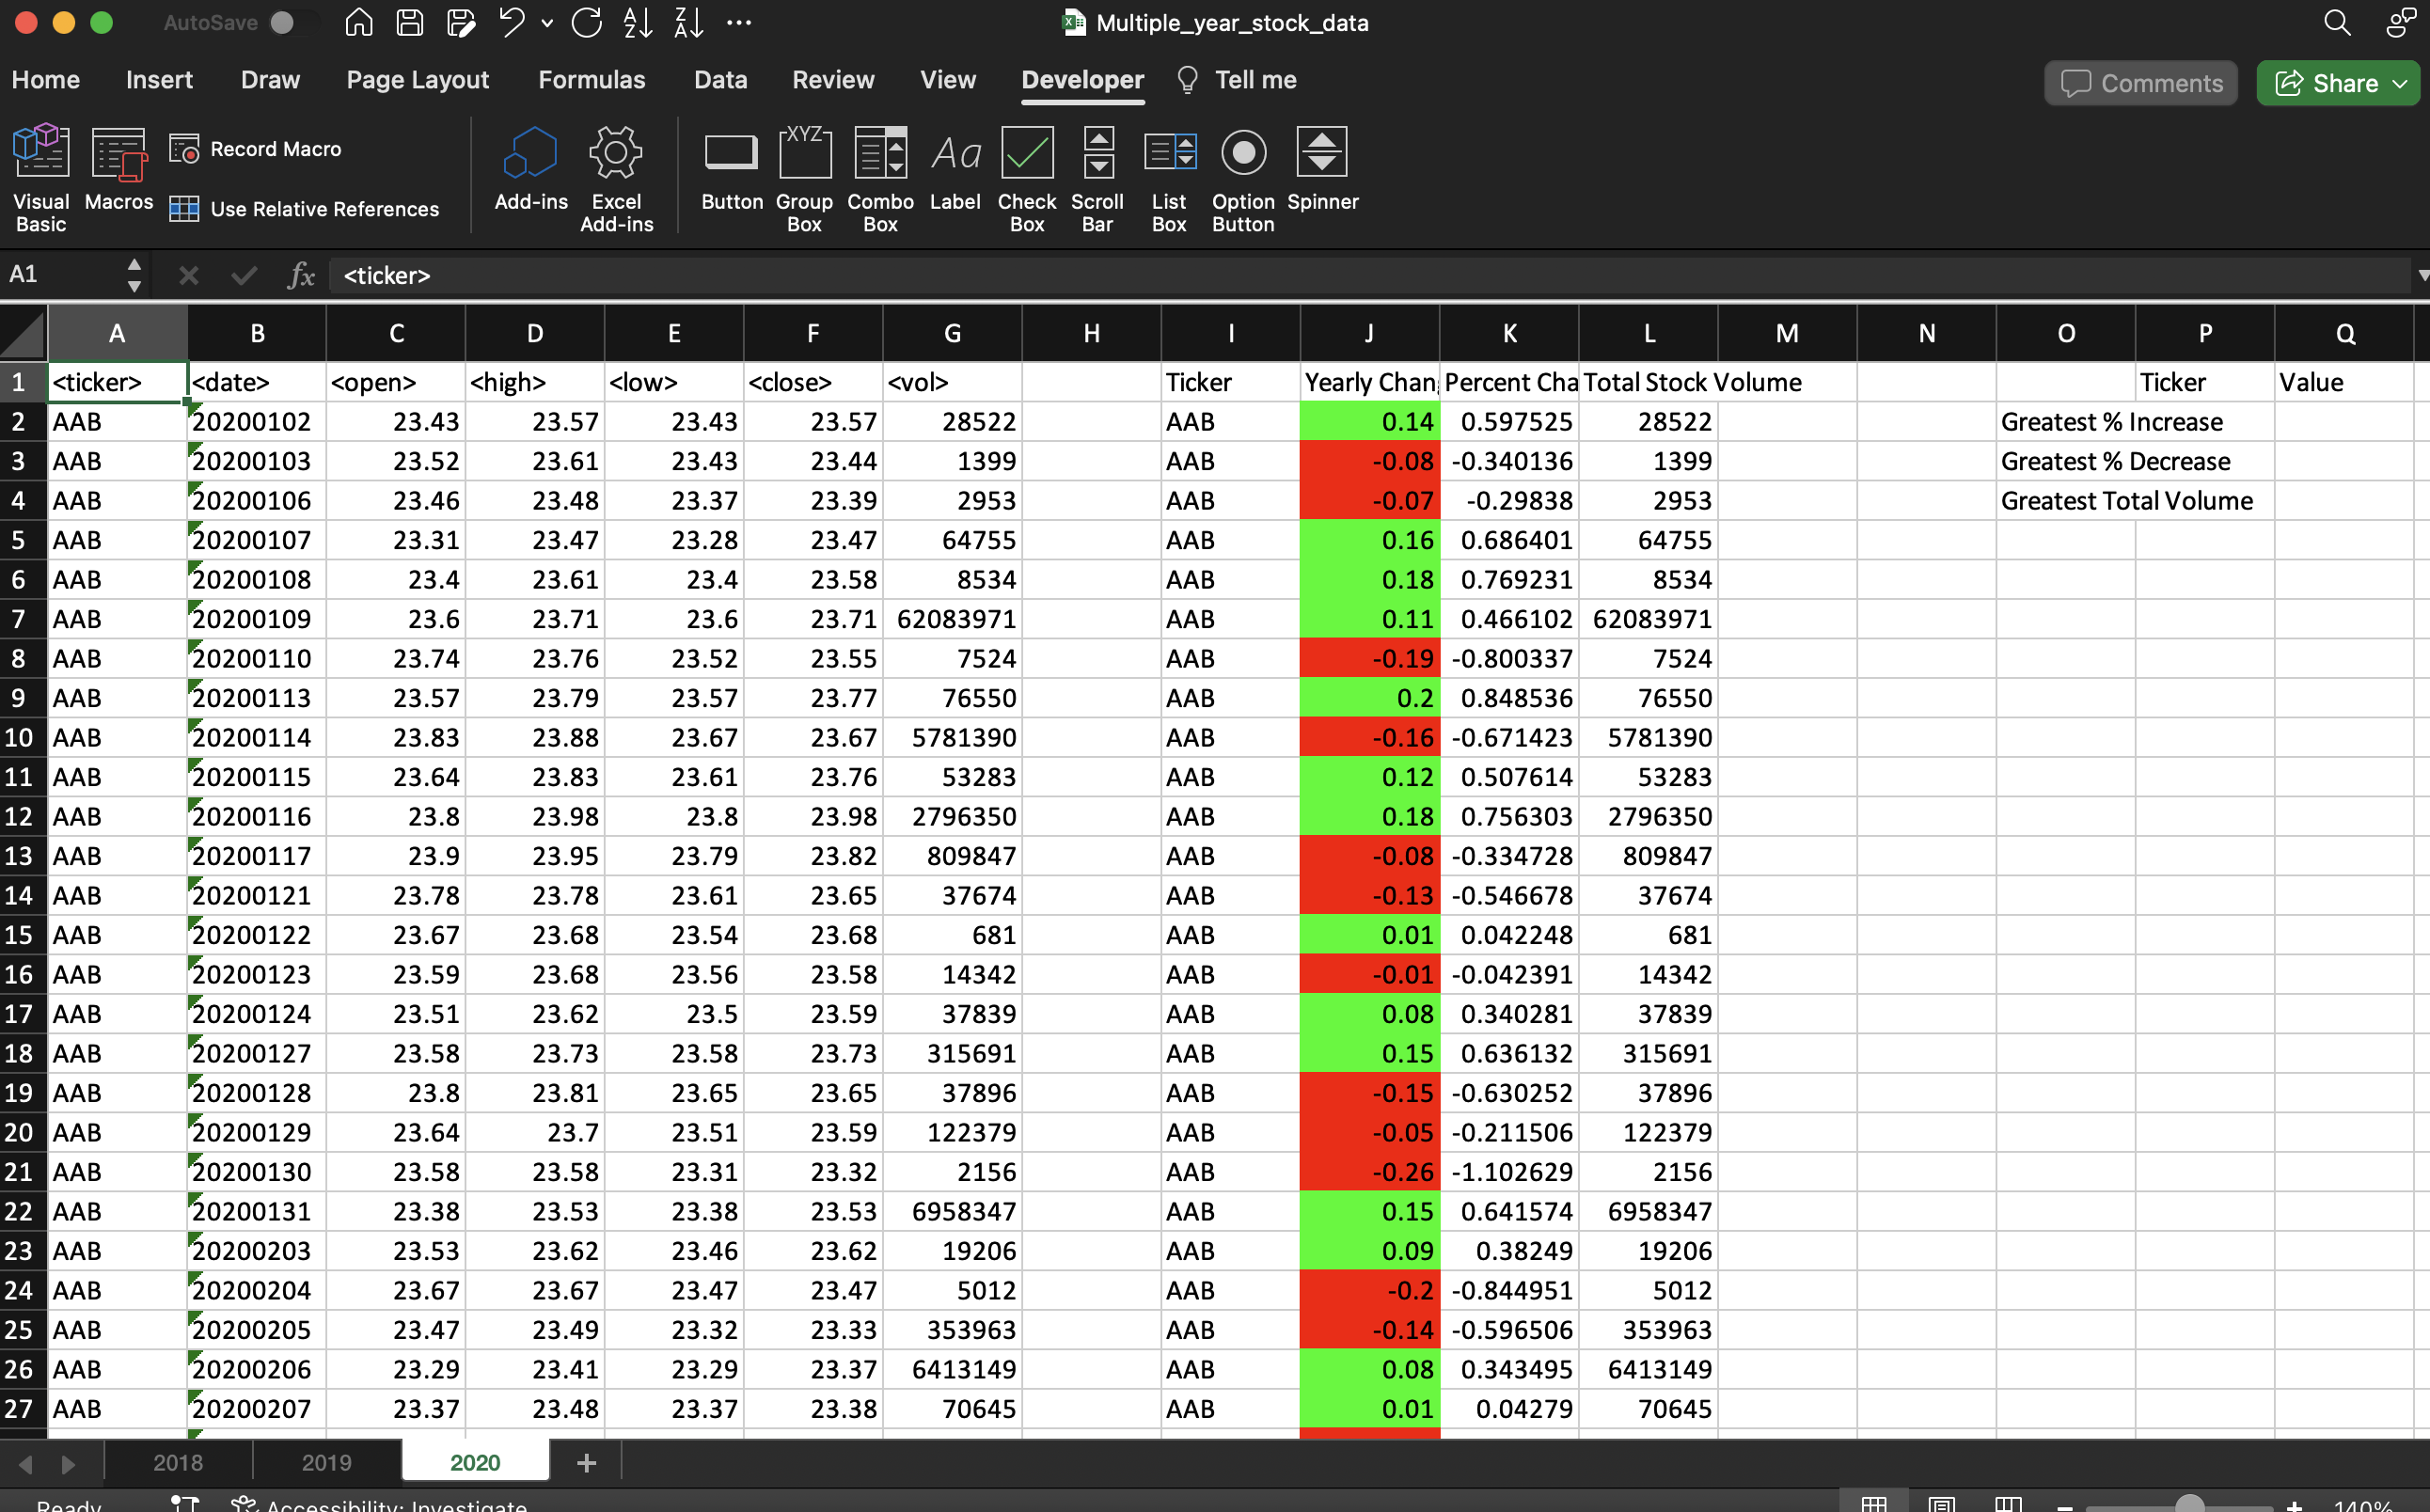 AutoSave Multiple_year_stock_data
Home Insert Draw Page Layout Formulas Data Review View Developer Tell me Comments Share
Visual Basic Macros Record Macro Use Relative References Add-ins Excel Add-ins Button Group Box Combo Box Label Check Box Scroll Bar List Box Option Button Spinner
A1 fx <ticker>
A B C D E F G H I J K L M N O P Q
1 <ticker> <date> <open> <high> <low> <close> <vol> Ticker Yearly Chan Percent Cha Total Stock Volume Ticker Value
2 AAB 20200102 23.43 23.57 23.43 23.57 28522 AAB 0.14 0.597525 28522 Greatest % Increase
3 AAB 20200103 23.52 23.61 23.43 23.44 1399 AAB -0.08 -0.340136 1399 Greatest % Decrease
4 AAB 20200106 23.46 23.48 23.37 23.39 2953 AAB -0.07 -0.29838 2953 Greatest Total Volume
5 AAB 20200107 23.31 23.47 23.28 23.47 64755 AAB 0.16 0.686401 64755
6 AAB 20200108 23.4 23.61 23.4 23.58 8534 AAB 0.18 0.769231 8534
7 AAB 20200109 23.6 23.71 23.6 23.71 62083971 AAB 0.11 0.466102 62083971
8 AAB 20200110 23.74 23.76 23.52 23.55 7524 AAB -0.19 -0.800337 7524
9 AAB 20200113 23.57 23.79 23.57 23.77 76550 AAB 0.2 0.848536 76550
10 AAB 20200114 23.83 23.88 23.67 23.67 5781390 AAB -0.16 -0.671423 5781390
11 AAB 20200115 23.64 23.83 23.61 23.76 53283 AAB 0.12 0.507614 53283
12 AAB 20200116 23.8 23.98 23.8 23.98 2796350 AAB 0.18 0.756303 2796350
13 AAB 20200117 23.9 23.95 23.79 23.82 809847 AAB -0.08 -0.334728 809847
14 AAB 20200121 23.78 23.78 23.61 23.65 37674 AAB -0.13 -0.546678 37674
15 AAB 20200122 23.67 23.68 23.54 23.68 681 AAB 0.01 0.042248 681
16 AAB 20200123 23.59 23.68 23.56 23.58 14342 AAB -0.01 -0.042391 14342
17 AAB 20200124 23.51 23.62 23.5 23.59 37839 AAB 0.08 0.340281 37839
18 AAB 20200127 23.58 23.73 23.58 23.73 315691 AAB 0.15 0.636132 315691
19 AAB 20200128 23.8 23.81 23.65 23.65 37896 AAB -0.15 -0.630252 37896
20 AAB 20200129 23.64 23.7 23.51 23.59 122379 AAB -0.05 -0.211506 122379
21 AAB 20200130 23.58 23.58 23.31 23.32 2156 AAB -0.26 -1.102629 2156
22 AAB 20200131 23.38 23.53 23.38 23.53 6958347 AAB 0.15 0.641574 6958347
23 AAB 20200203 23.53 23.62 23.46 23.62 19206 AAB 0.09 0.38249 19206
24 AAB 20200204 23.67 23.67 23.47 23.47 5012 AAB -0.2 -0.844951 5012
25 AAB 20200205 23.47 23.49 23.32 23.33 353963 AAB -0.14 -0.596506 353963
26 AAB 20200206 23.29 23.41 23.29 23.37 6413149 AAB 0.08 0.343495 6413149
27 AAB 20200207 23.37 23.48 23.37 23.38 70645 AAB 0.01 0.04279 70645
2018 2019 2020 +
Ready Accessibility: Investigate 140%